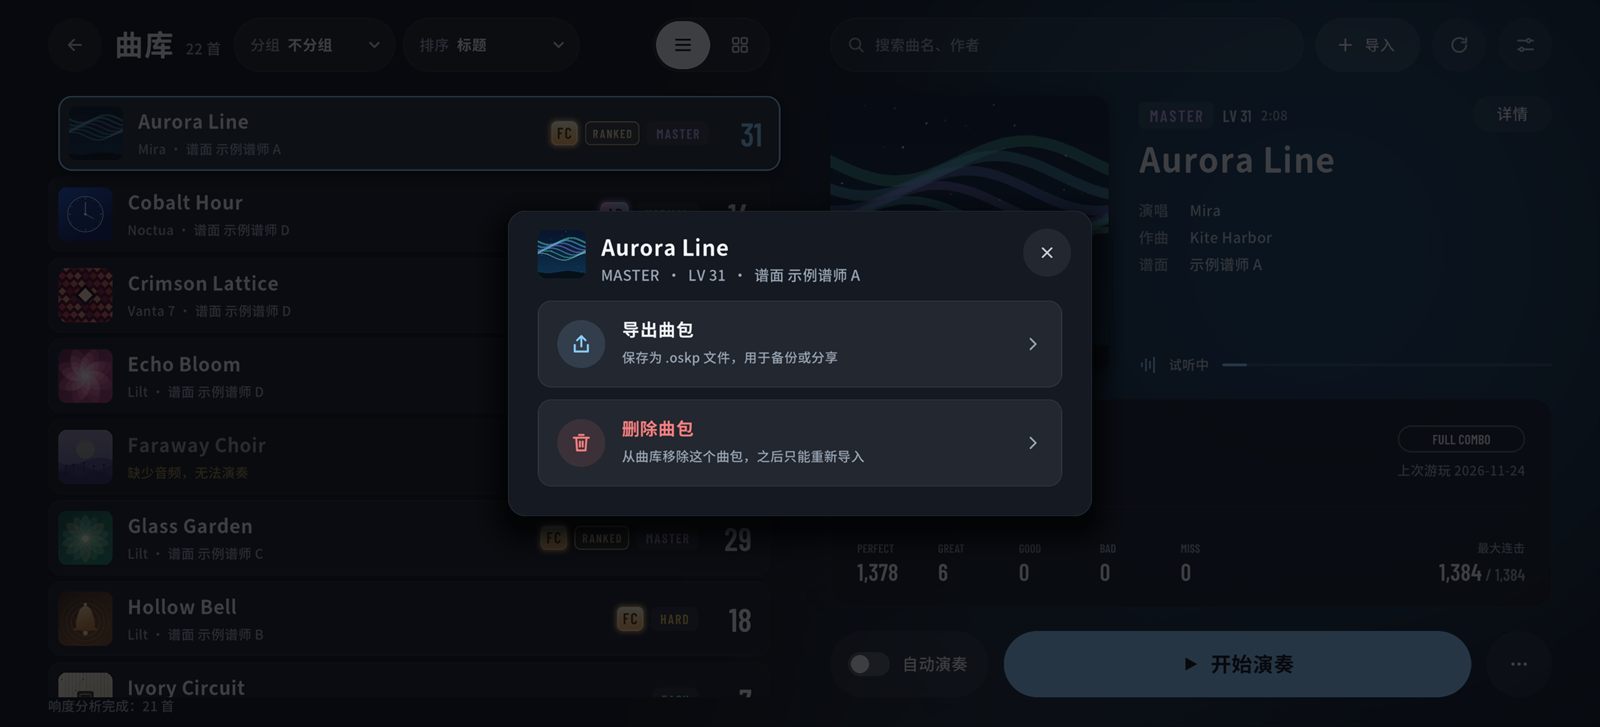 曲库 22 首
分组 不分组
排序 标题
搜索曲名、作者
导入
Aurora Line
Mira • 谱面 示例谱师 A
FC RANKED MASTER 31
Cobalt Hour
Noctua • 谱面 示例谱师 D
Crimson Lattice
Vanta 7 • 谱面 示例谱师 D
Echo Bloom
Lilt • 谱面 示例谱师 D
Faraway Choir
缺少音频，无法演奏
Glass Garden
Lilt • 谱面 示例谱师 C
FC RANKED MASTER 29
Hollow Bell
Lilt • 谱面 示例谱师 B
FC HARD 18
Ivory Circuit
响度分析完成：21 首
Aurora Line
MASTER • LV 31 • 谱面 示例谱师 A
导出曲包
保存为 .oskp 文件，用于备份或分享
删除曲包
从曲库移除这个曲包，之后只能重新导入
MASTER LV 31 2:08
详情
Aurora Line
演唱 Mira
作曲 Kite Harbor
谱面 示例谱师 A
试听中
FULL COMBO
上次游玩 2026-11-24
PERFECT GREAT GOOD BAD MISS 最大连击
1,378 6 0 0 0 1,384 / 1,384
自动演奏
开始演奏